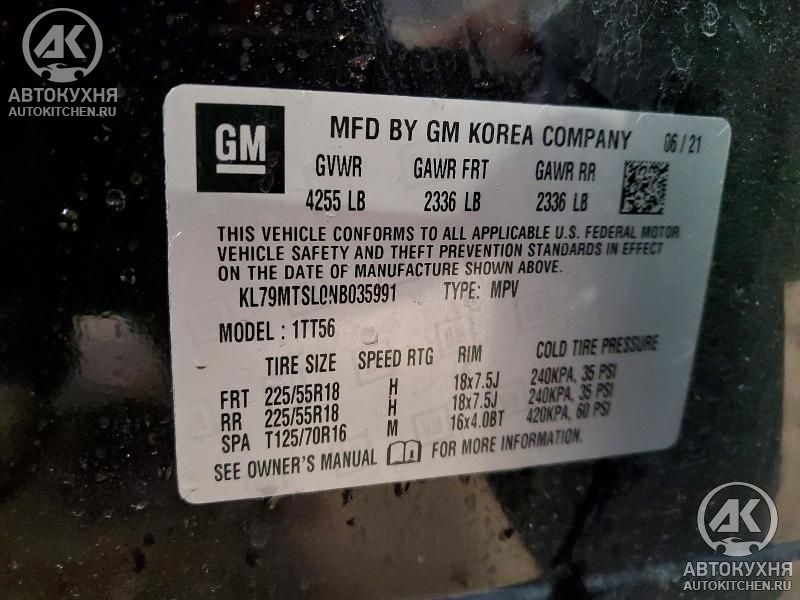 AK
АВТОКУХНЯ
AUTOKITCHEN.RU
GM
MFD BY GM KOREA COMPANY 06/21
GVWR GAWR FRT GAWR RR
4255 LB 2336 LB 2336 LB
THIS VEHICLE CONFORMS TO ALL APPLICABLE U.S. FEDERAL MOTOR
VEHICLE SAFETY AND THEFT PREVENTION STANDARDS IN EFFECT
ON THE DATE OF MANUFACTURE SHOWN ABOVE.
KL79MTSL0NB035991 TYPE: MPV
MODEL: 1TT56
TIRE SIZE SPEED RTG RIM COLD TIRE PRESSURE
FRT 225/55R18 H 18x7.5J 240KPA, 35 PSI
RR 225/55R18 H 18x7.5J 240KPA, 35 PSI
SPA T125/70R16 M 16x4.0BT 420KPA, 60 PSI
SEE OWNER'S MANUAL FOR MORE INFORMATION.
AK
АВТОКУХНЯ
AUTOKITCHEN.RU